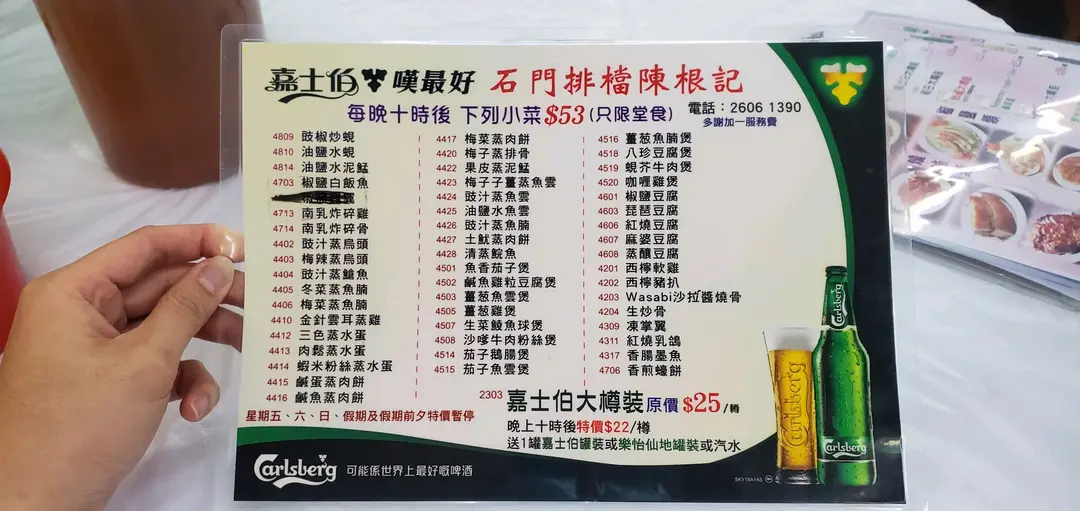 嘉士伯 嘆最好 石門排檔陳根記
每晚十時後 下列小菜 $53 (只限堂食)
電話:2606 1390
多謝加一服務費
4809 豉椒炒蜆
4810 油鹽水蜆
4814 油鹽水泥鯭
4703 椒鹽白飯魚
4713 南乳炸碎雞
4714 南乳炸碎骨
4402 豉汁蒸烏頭
4403 梅辣蒸烏頭
4404 豉汁蒸鱔魚
4405 冬菜蒸魚腩
4406 梅菜蒸魚腩
4410 金針雲耳蒸雞
4412 三色蒸水蛋
4413 肉鬆蒸水蛋
4414 蝦米粉絲蒸水蛋
4415 鹹蛋蒸肉餅
4416 鹹魚蒸肉餅
4417 梅菜蒸肉餅
4420 梅子蒸排骨
4422 果皮蒸泥鯭
4423 梅子子薑蒸魚雲
4424 豉汁蒸魚雲
4425 油鹽水魚雲
4426 豉汁蒸魚腩
4427 土魷蒸肉餅
4428 清蒸鯇魚
4501 魚香茄子煲
4502 鹹魚雞粒豆腐煲
4503 薑葱魚雲煲
4505 薑葱雞煲
4507 生菜鯪魚球煲
4508 沙嗲牛肉粉絲煲
4514 茄子鵝腸煲
4515 茄子魚雲煲
4516 薑葱魚腩煲
4518 八珍豆腐煲
4519 蜆芥牛肉煲
4520 咖喱雞煲
4601 椒鹽豆腐
4603 琵琶豆腐
4606 紅燒豆腐
4607 麻婆豆腐
4608 蒸釀豆腐
4201 西檸軟雞
4202 西檸豬扒
4203 Wasabi沙拉醬燒骨
4204 生炒骨
4309 凍掌翼
4311 紅燒乳鴿
4317 香腸墨魚
4706 香煎蠔餅
星期五、六、日、假期及假期前夕特價暫停
2303 嘉士伯大樽裝 原價 $25/樽
晚上十時後特價$22/樽
送1罐嘉士伯罐裝或樂怡仙地罐裝或汽水
Carlsberg 可能係世界上最好嘅啤酒
Carlsberg
Carlsberg
Carlsberg